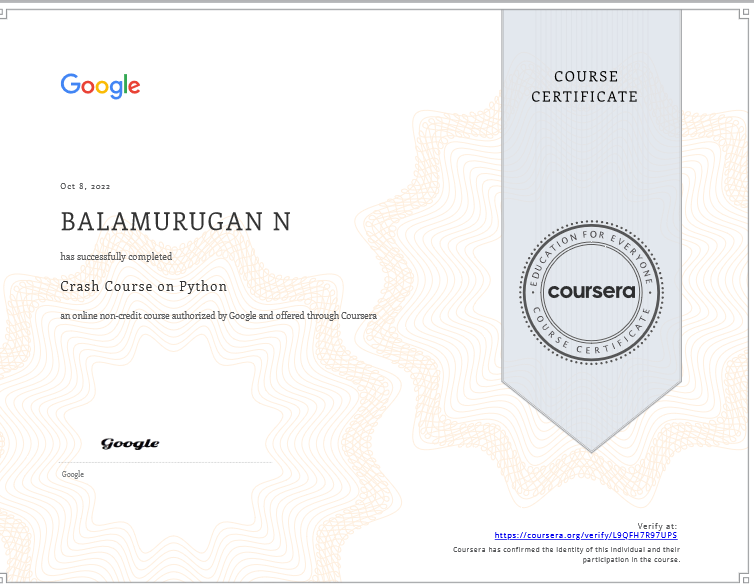 Google
COURSE
CERTIFICATE
Oct 8, 2022
BALAMURUGAN N
has successfully completed
Crash Course on Python
an online non-credit course authorized by Google and offered through Coursera
EDUCATION FOR EVERYONE
coursera
COURSE CERTIFICATE
Google
Google
Verify at:
https://coursera.org/verify/L9QFH7R97UPS
Coursera has confirmed the identity of this individual and their
participation in the course.